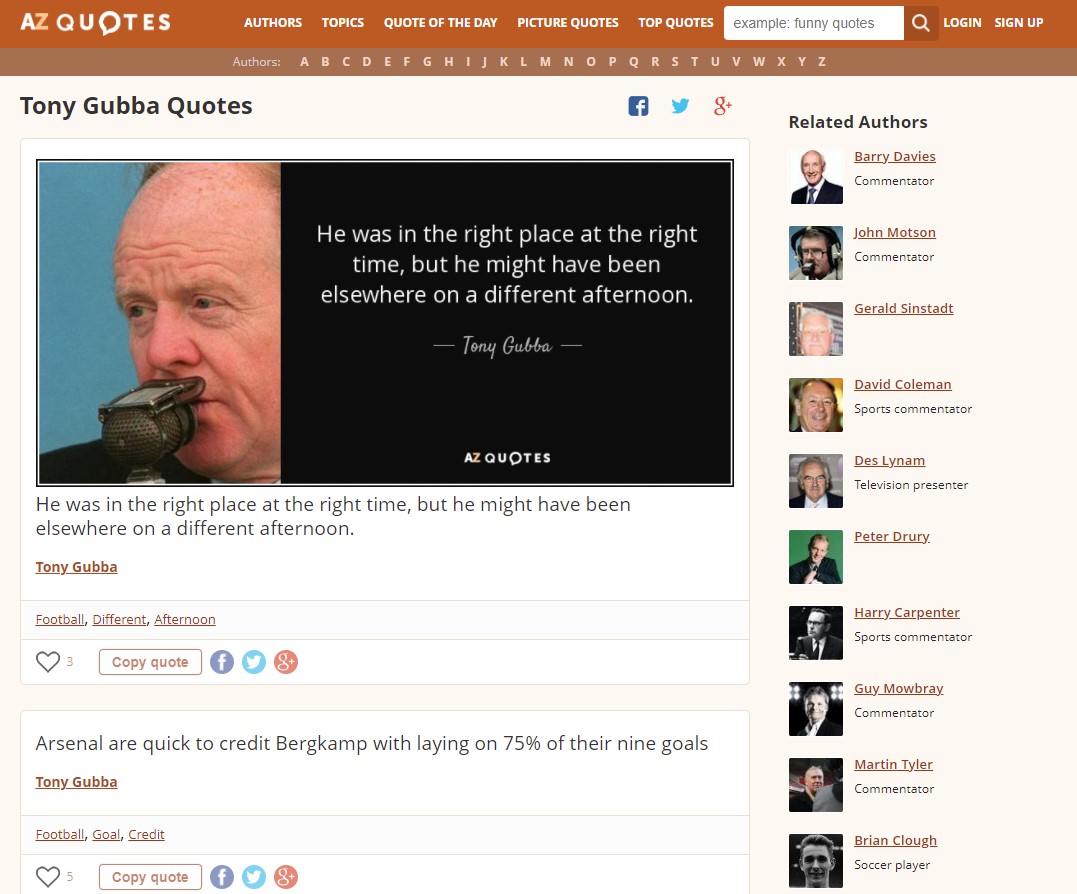 AZ QUOTES
AUTHORS TOPICS QUOTE OF THE DAY PICTURE QUOTES TOP QUOTES example: funny quotes LOGIN SIGN UP
Authors: A B C D E F G H I J K L M N O P Q R S T U V W X Y Z
Tony Gubba Quotes
He was in the right place at the right
time, but he might have been
elsewhere on a different afternoon.
— Tony Gubba —
AZ QUOTES
He was in the right place at the right time, but he might have been
elsewhere on a different afternoon.
Tony Gubba
Football, Different, Afternoon
3 Copy quote
Arsenal are quick to credit Bergkamp with laying on 75% of their nine goals
Tony Gubba
Football, Goal, Credit
5 Copy quote
Related Authors
Barry Davies
Commentator
John Motson
Commentator
Gerald Sinstadt
David Coleman
Sports commentator
Des Lynam
Television presenter
Peter Drury
Harry Carpenter
Sports commentator
Guy Mowbray
Commentator
Martin Tyler
Commentator
Brian Clough
Soccer player